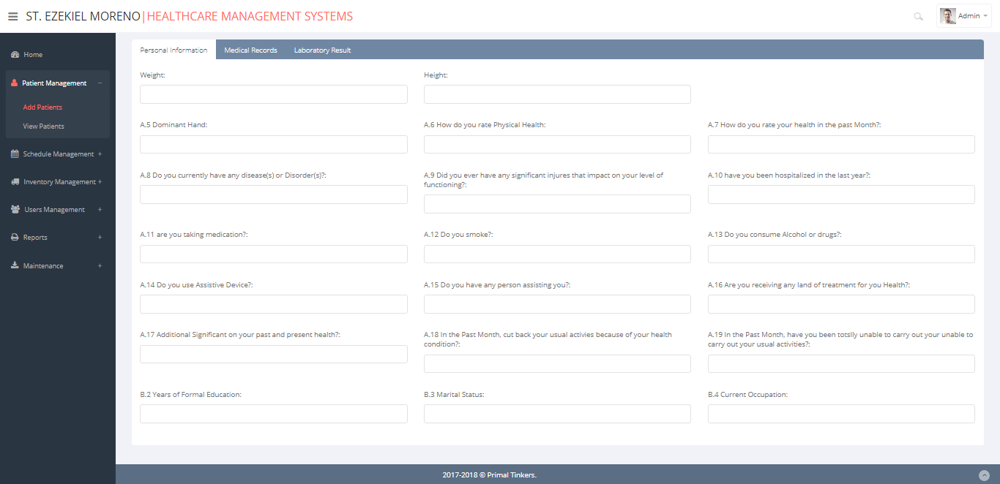 ST. EZEKIEL MORENO|HEALTHCARE MANAGEMENT SYSTEMS
Admin
Home
Patient Management −
Add Patients
View Patients
Schedule Management +
Inventory Management +
Users Management +
Reports +
Maintenance +
Personal Information Medical Records Laboratory Result
Weight: Height:
A.5 Dominant Hand:
A.6 How do you rate Physical Health:
A.7 How do you rate your health in the past Month?:
A.8 Do you currently have any disease(s) or Disorder(s)?:
A.9 Did you ever have any significant injures that impact on your level of
functioning?:
A.10 have you been hospitalized in the last year?:
A.11 are you taking medication?:
A.12 Do you smoke?:
A.13 Do you consume Alcohol or drugs?:
A.14 Do you use Assistive Device?:
A.15 Do you have any person assisting you?:
A.16 Are you receiving any land of treatment for you Health?:
A.17 Additional Significant on your past and present health?:
A.18 In the Past Month, cut back your usual activies because of your health
condition?:
A.19 In the Past Month, have you been totslly unable to carry out your unable to
carry out your usual activities?:
B.2 Years of Formal Education:
B.3 Marital Status:
B.4 Current Occupation:
2017-2018 © Primal Tinkers.